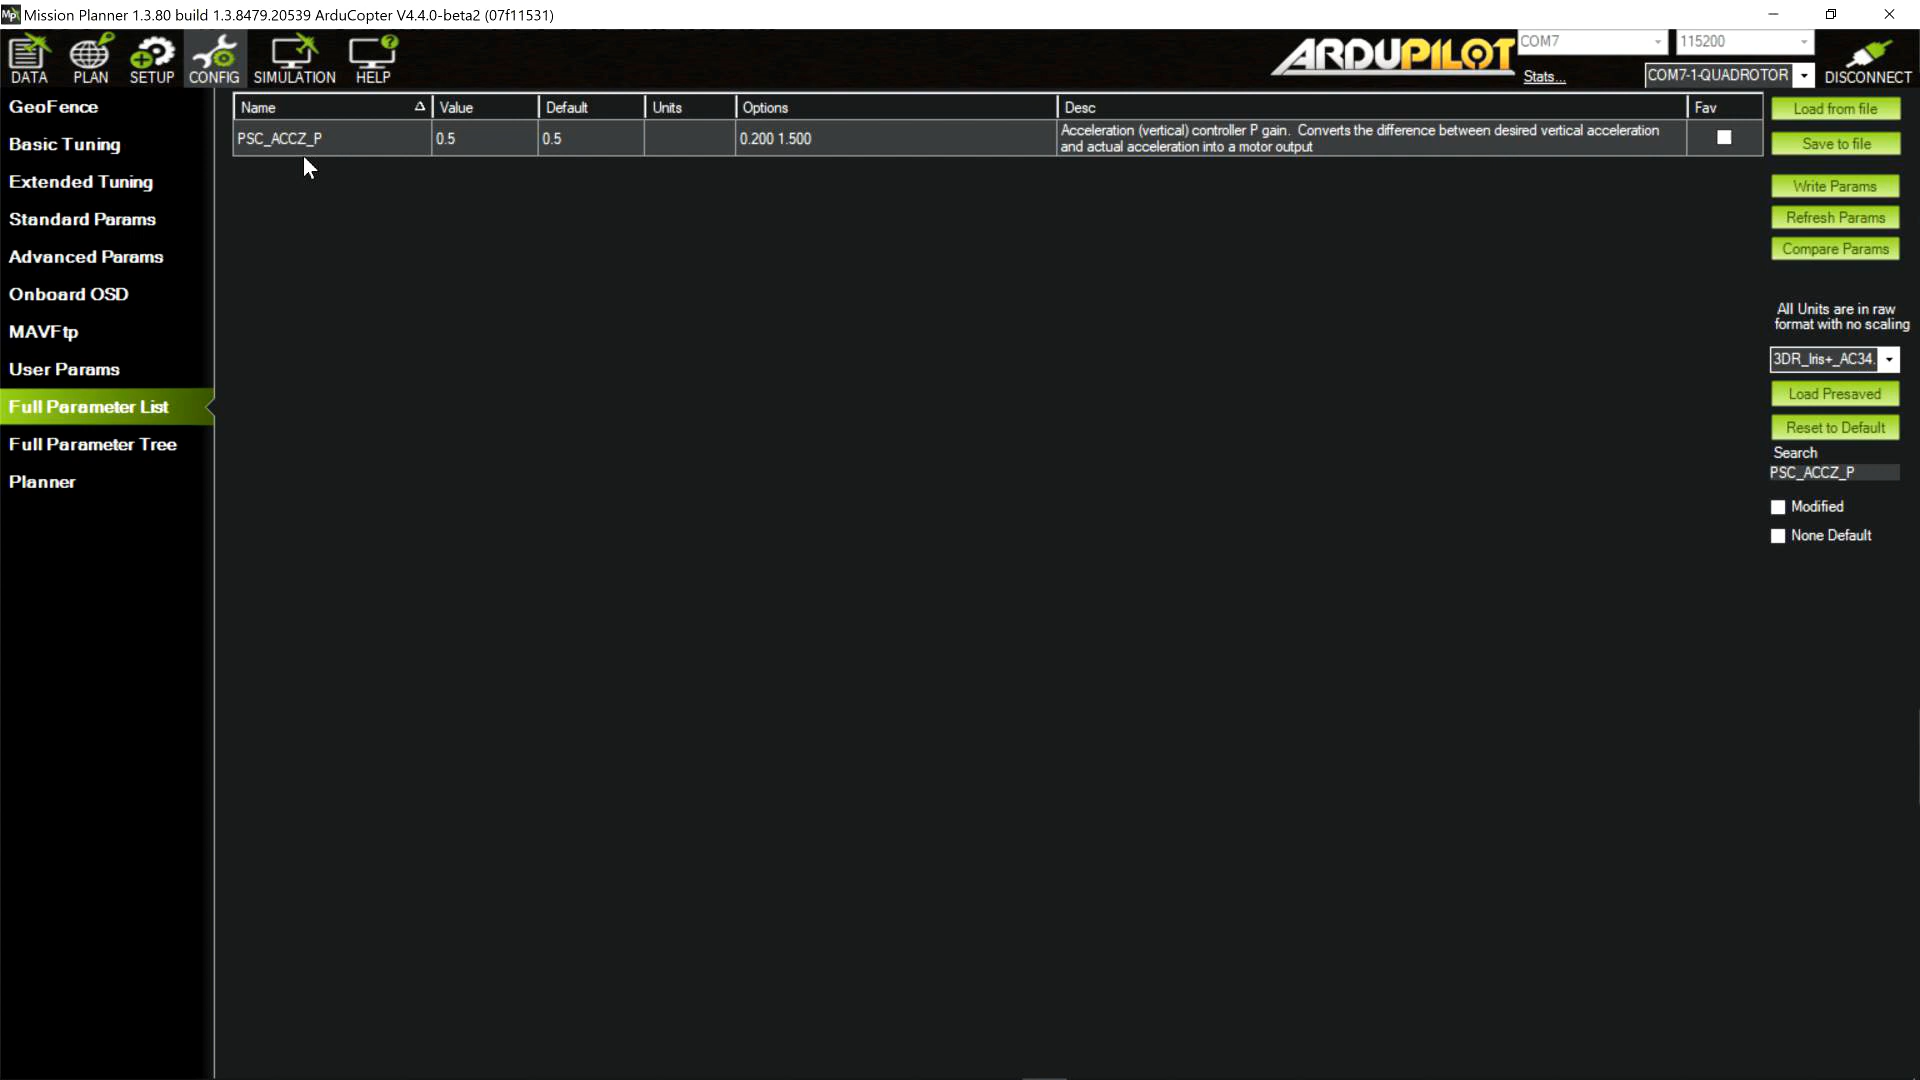 Mission Planner 1.3.80 build 1.3.8479.20539 ArduCopter V4.4.0-beta2 (07f11531)
DATA
PLAN
SETUP
CONFIG
SIMULATION
HELP
ARDUPILOT
COM7
115200
Stats...
COM7-1-QUADROTOR
DISCONNECT
GeoFence
Basic Tuning
Extended Tuning
Standard Params
Advanced Params
Onboard OSD
MAVFtp
User Params
Full Parameter List
Full Parameter Tree
Planner
Name Value Default Units Options Desc Fav
PSC_ACCZ_P 0.5 0.5 0.200 1.500
Acceleration (vertical) controller P gain. Converts the difference between desired vertical acceleration
and actual acceleration into a motor output
Load from file
Save to file
Write Params
Refresh Params
Compare Params
All Units are in raw
format with no scaling
3DR_Iris+_AC34.
Load Presaved
Reset to Default
Search
PSC_ACCZ_P
Modified
None Default